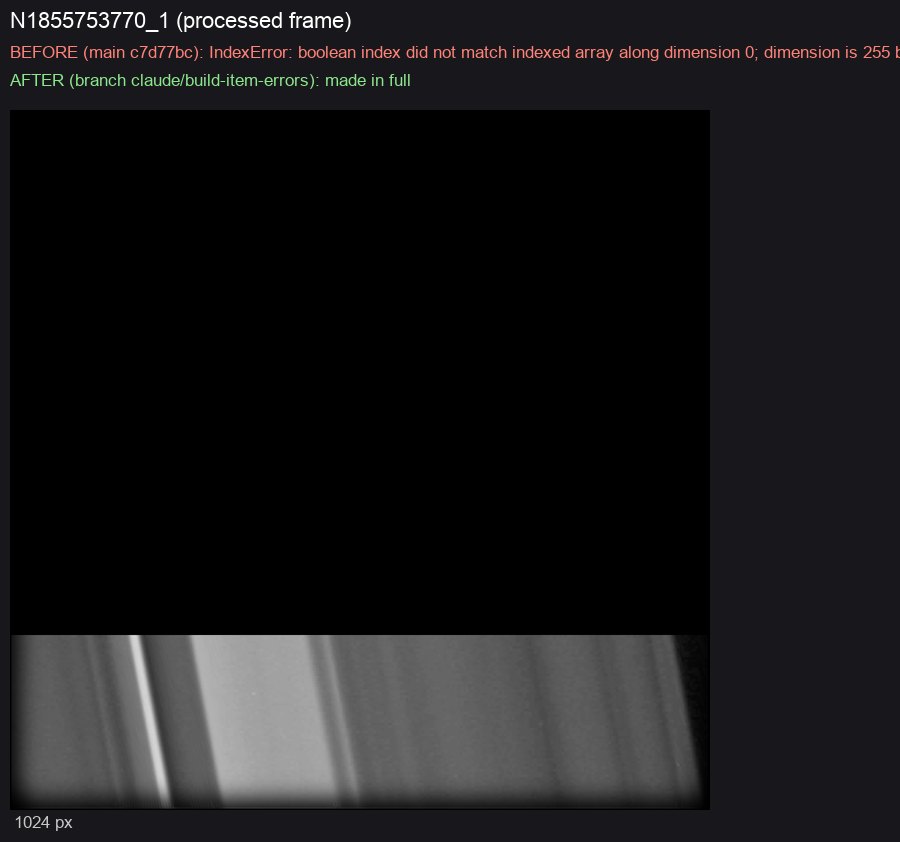 N1855753770_1 (processed frame)
BEFORE (main c7d77bc): IndexError: boolean index did not match indexed array along dimension 0; dimension is 255
AFTER (branch claude/build-item-errors): made in full
1024 px